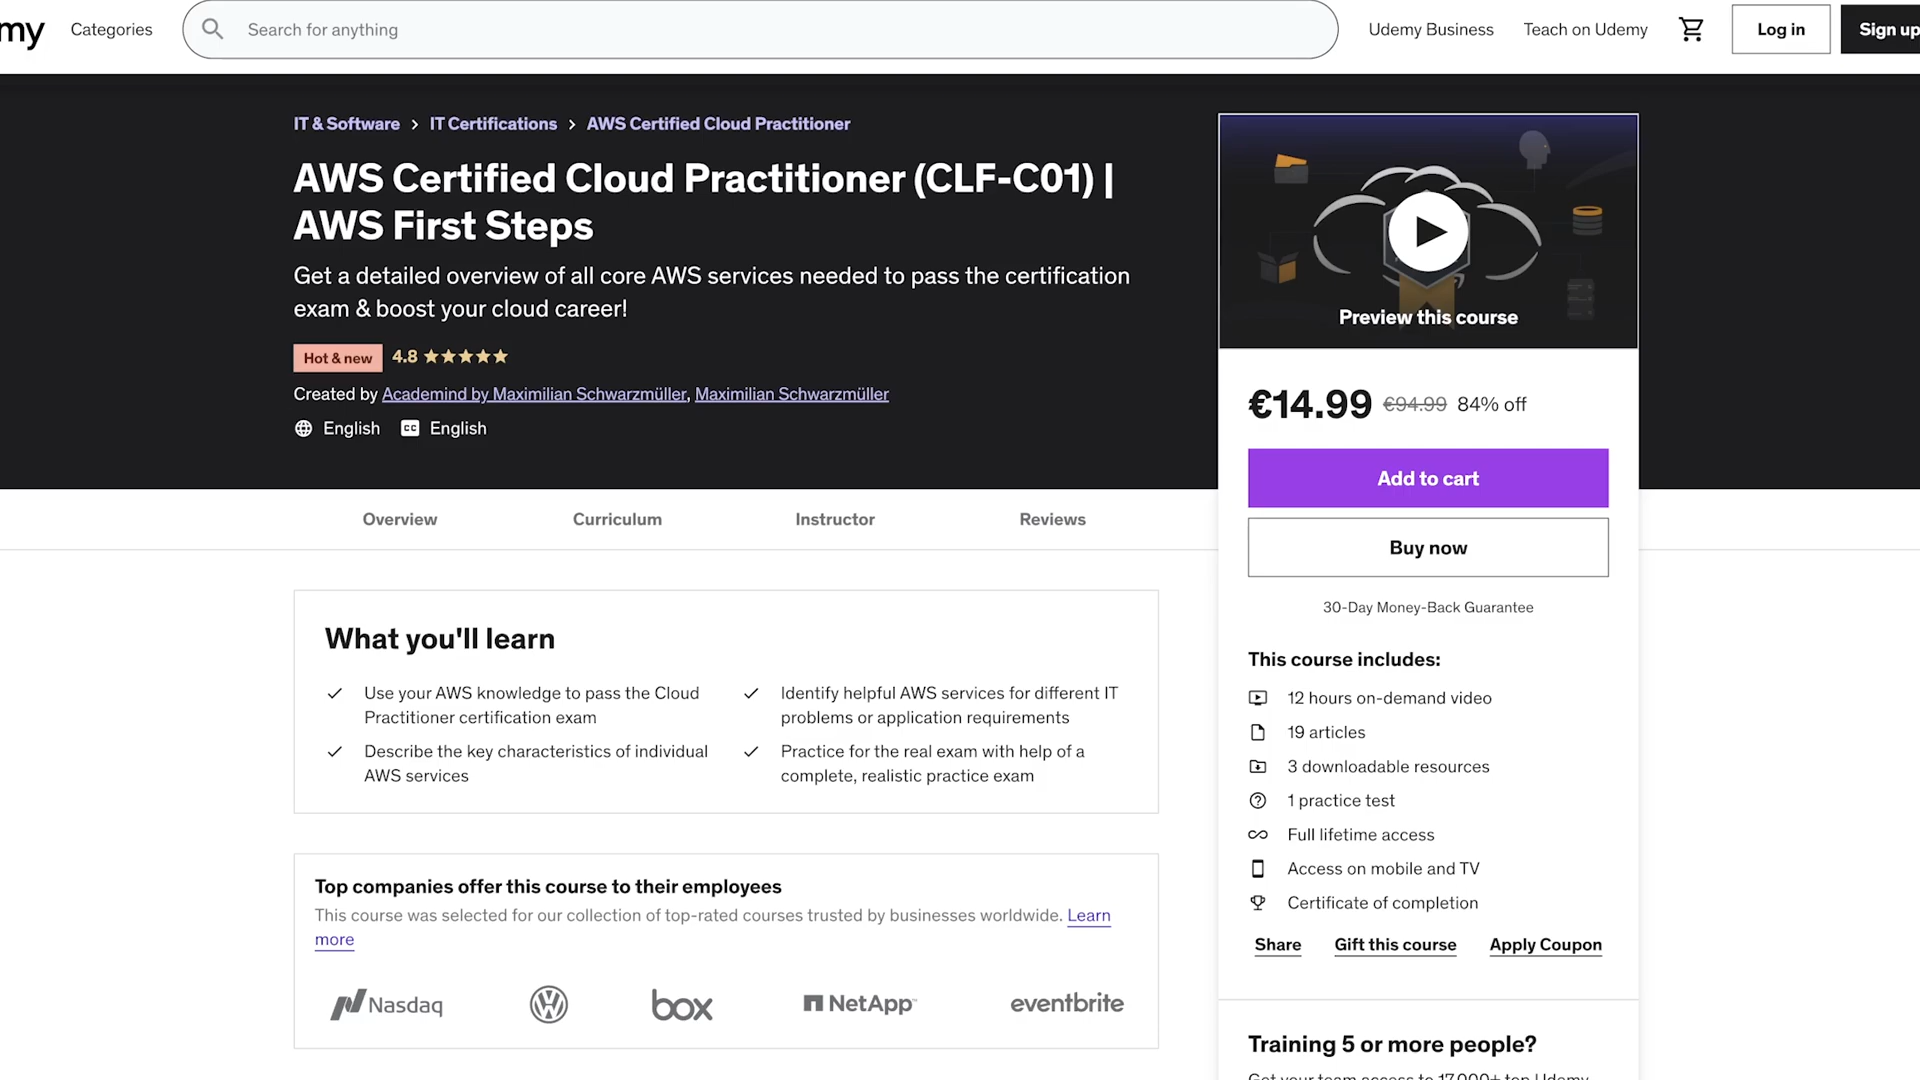 my Categories Search for anything Udemy Business Teach on Udemy Log in Sign up
IT & Software > IT Certifications > AWS Certified Cloud Practitioner
AWS Certified Cloud Practitioner (CLF-C01) |
AWS First Steps
Get a detailed overview of all core AWS services needed to pass the certification
exam & boost your cloud career!
Hot & new 4.8
Created by Academind by Maximilian Schwarzmüller, Maximilian Schwarzmüller
English CC English
Preview this course
€14.99 €94.99 84% off
Add to cart
Buy now
30-Day Money-Back Guarantee
This course includes:
12 hours on-demand video
19 articles
3 downloadable resources
1 practice test
Full lifetime access
Access on mobile and TV
Certificate of completion
Share Gift this course Apply Coupon
Training 5 or more people?
Get your team access to 17,000+ top Udemy
Overview Curriculum Instructor Reviews
What you'll learn
Use your AWS knowledge to pass the Cloud
Practitioner certification exam
Describe the key characteristics of individual
AWS services
Identify helpful AWS services for different IT
problems or application requirements
Practice for the real exam with help of a
complete, realistic practice exam
Top companies offer this course to their employees
This course was selected for our collection of top-rated courses trusted by businesses worldwide. Learn
more
Nasdaq box NetApp eventbrite